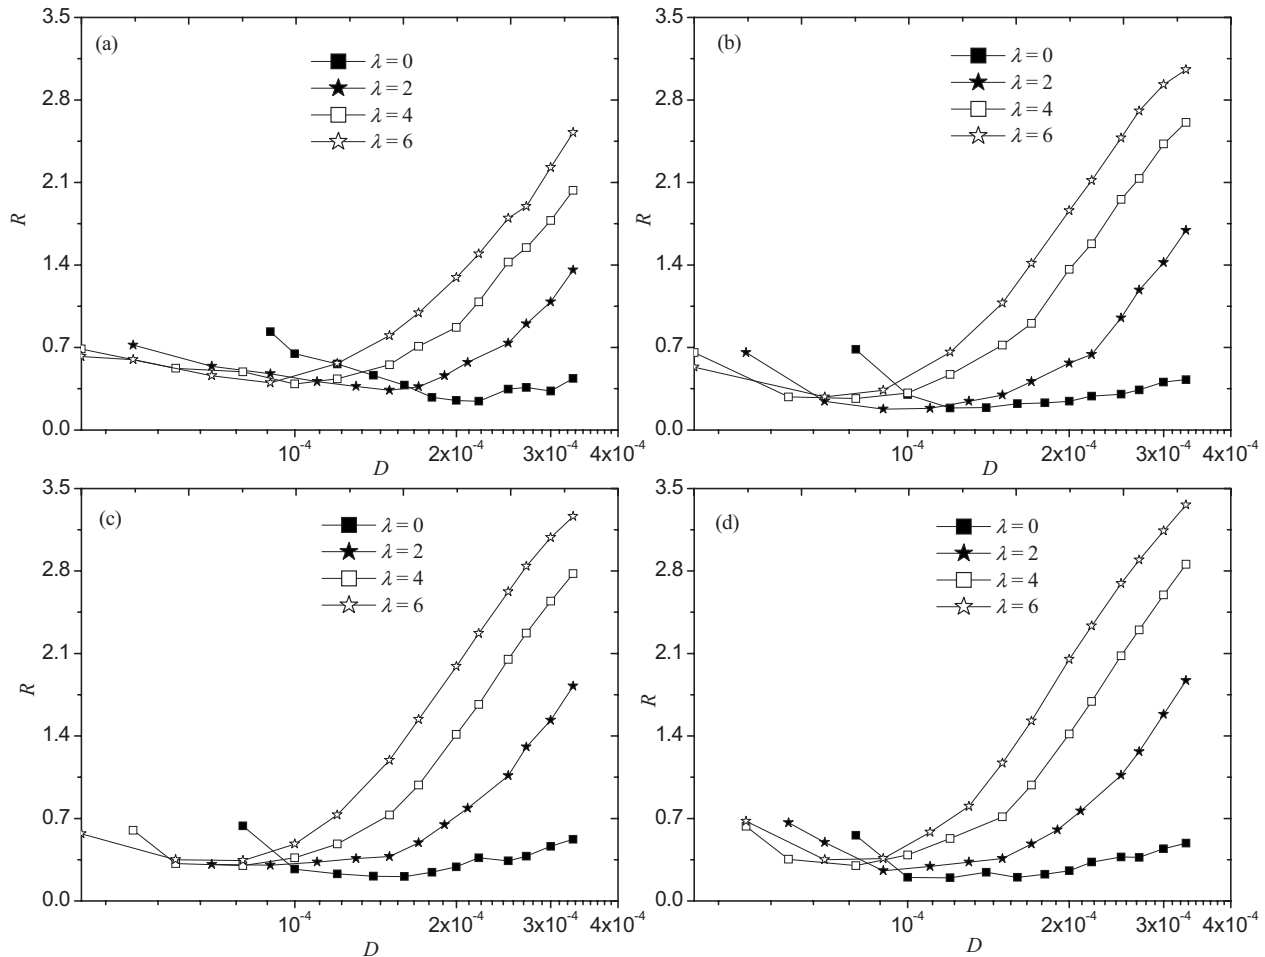 (a)
λ = 0
λ = 2
λ = 4
λ = 6
3.5
2.8
2.1
1.4
0.7
0.0
R
10⁻⁴
2x10⁻⁴
3x10⁻⁴
4x10⁻⁴
D
(b)
λ = 0
λ = 2
λ = 4
λ = 6
3.5
2.8
2.1
1.4
0.7
0.0
R
10⁻⁴
2x10⁻⁴
3x10⁻⁴
4x10⁻⁴
D
(c)
λ = 0
λ = 2
λ = 4
λ = 6
3.5
2.8
2.1
1.4
0.7
0.0
R
10⁻⁴
2x10⁻⁴
3x10⁻⁴
4x10⁻⁴
D
(d)
λ = 0
λ = 2
λ = 4
λ = 6
3.5
2.8
2.1
1.4
0.7
0.0
R
10⁻⁴
2x10⁻⁴
3x10⁻⁴
4x10⁻⁴
D